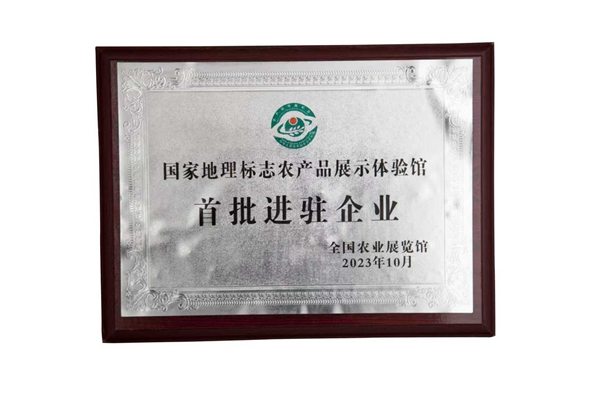 国家地理标志农产品展示体验馆
首批进驻企业
全国农业展览馆
2023年10月